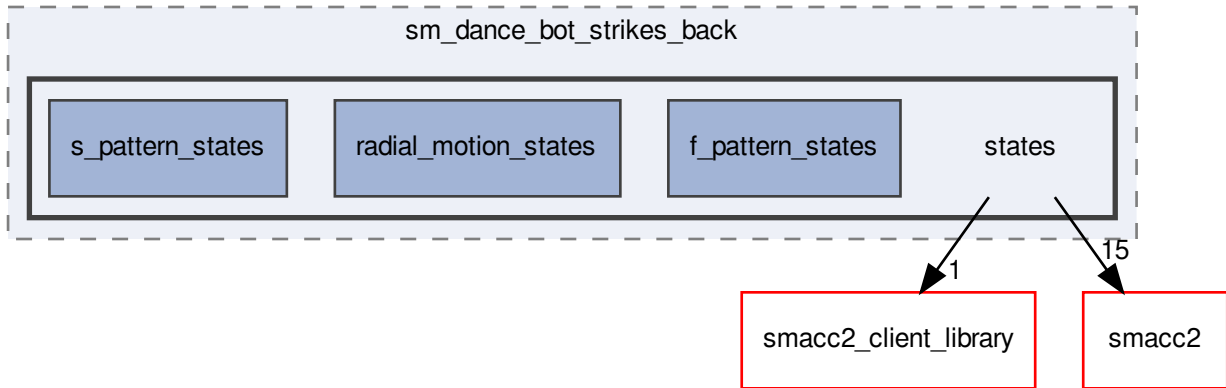 sm_dance_bot_strikes_back
s_pattern_states
radial_motion_states
f_pattern_states
states
1
15
smacc2_client_library
smacc2